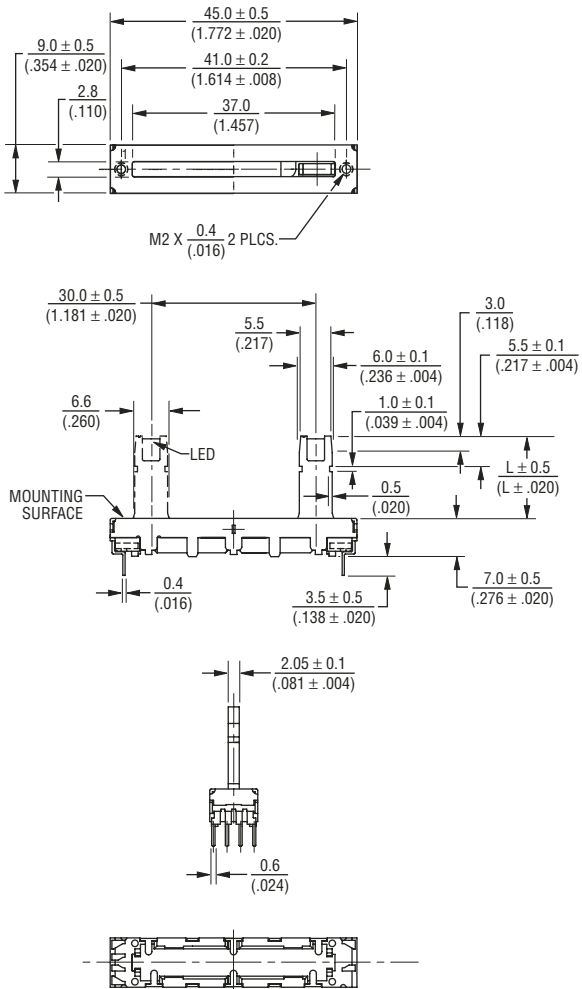 45.0 ± 0.5
(1.772 ± .020)
9.0 ± 0.5
(.354 ± .020)
41.0 ± 0.2
(1.614 ± .008)
2.8
(.110)
37.0
(1.457)
M2 X 0.4 2 PLCS.
(.016)
30.0 ± 0.5
(1.181 ± .020)
3.0
(.118)
5.5
(.217)
5.5 ± 0.1
(.217 ± .004)
6.0 ± 0.1
(.236 ± .004)
6.6
(.260)
1.0 ± 0.1
(.039 ± .004)
LED
L ± 0.5
(L ± .020)
MOUNTING
SURFACE
0.5
(.020)
0.4
(.016)
3.5 ± 0.5
(.138 ± .020)
7.0 ± 0.5
(.276 ± .020)
2.05 ± 0.1
(.081 ± .004)
0.6
(.024)